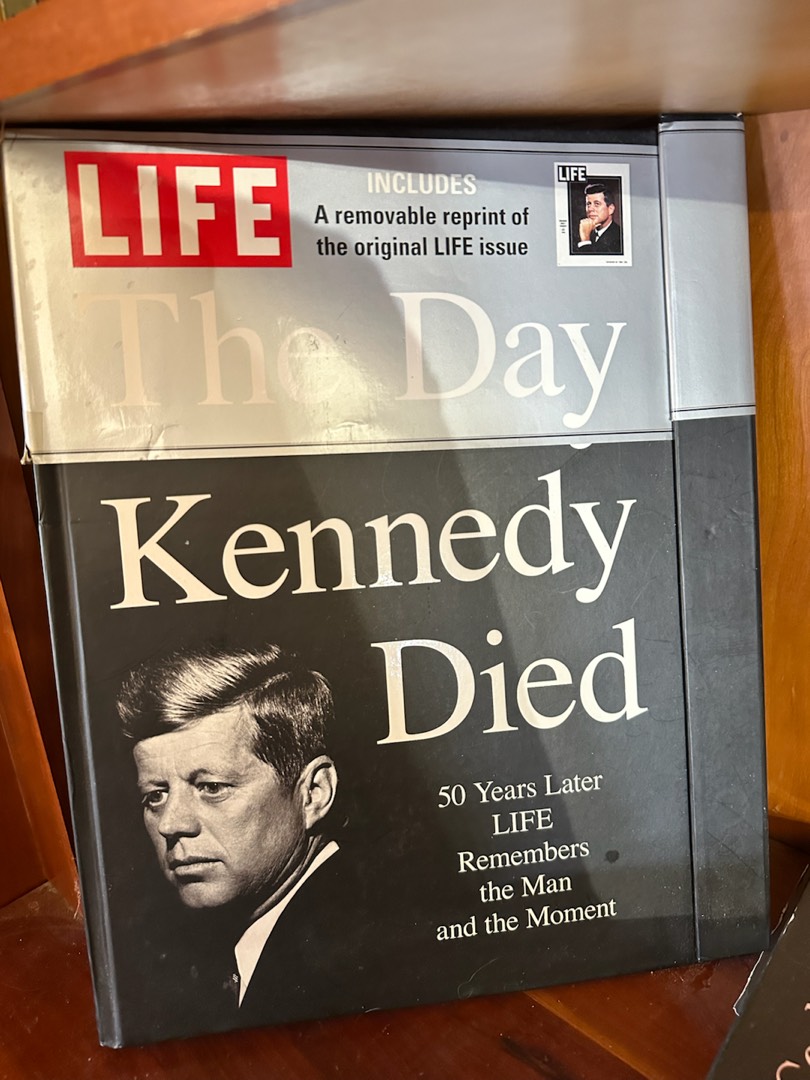 LIFE
INCLUDES
A removable reprint of
the original LIFE issue
LIFE
The Day
Kennedy
Died
50 Years Later
LIFE
Remembers
the Man
and the Moment